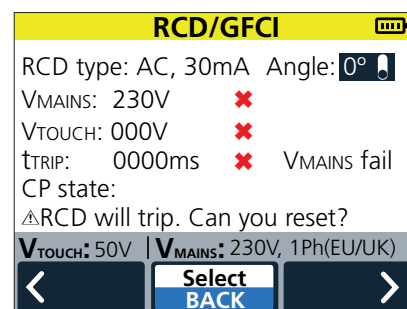 RCD/GFCI
RCD type: AC, 30mA Angle: 0°
VMAINS: 230V ✖
VTOUCH: 000V ✖
tTRIP: 0000ms ✖ VMAINS fail
CP state:
⚠RCD will trip. Can you reset?
VTOUCH: 50V | VMAINS: 230V, 1Ph(EU/UK)
Select
BACK